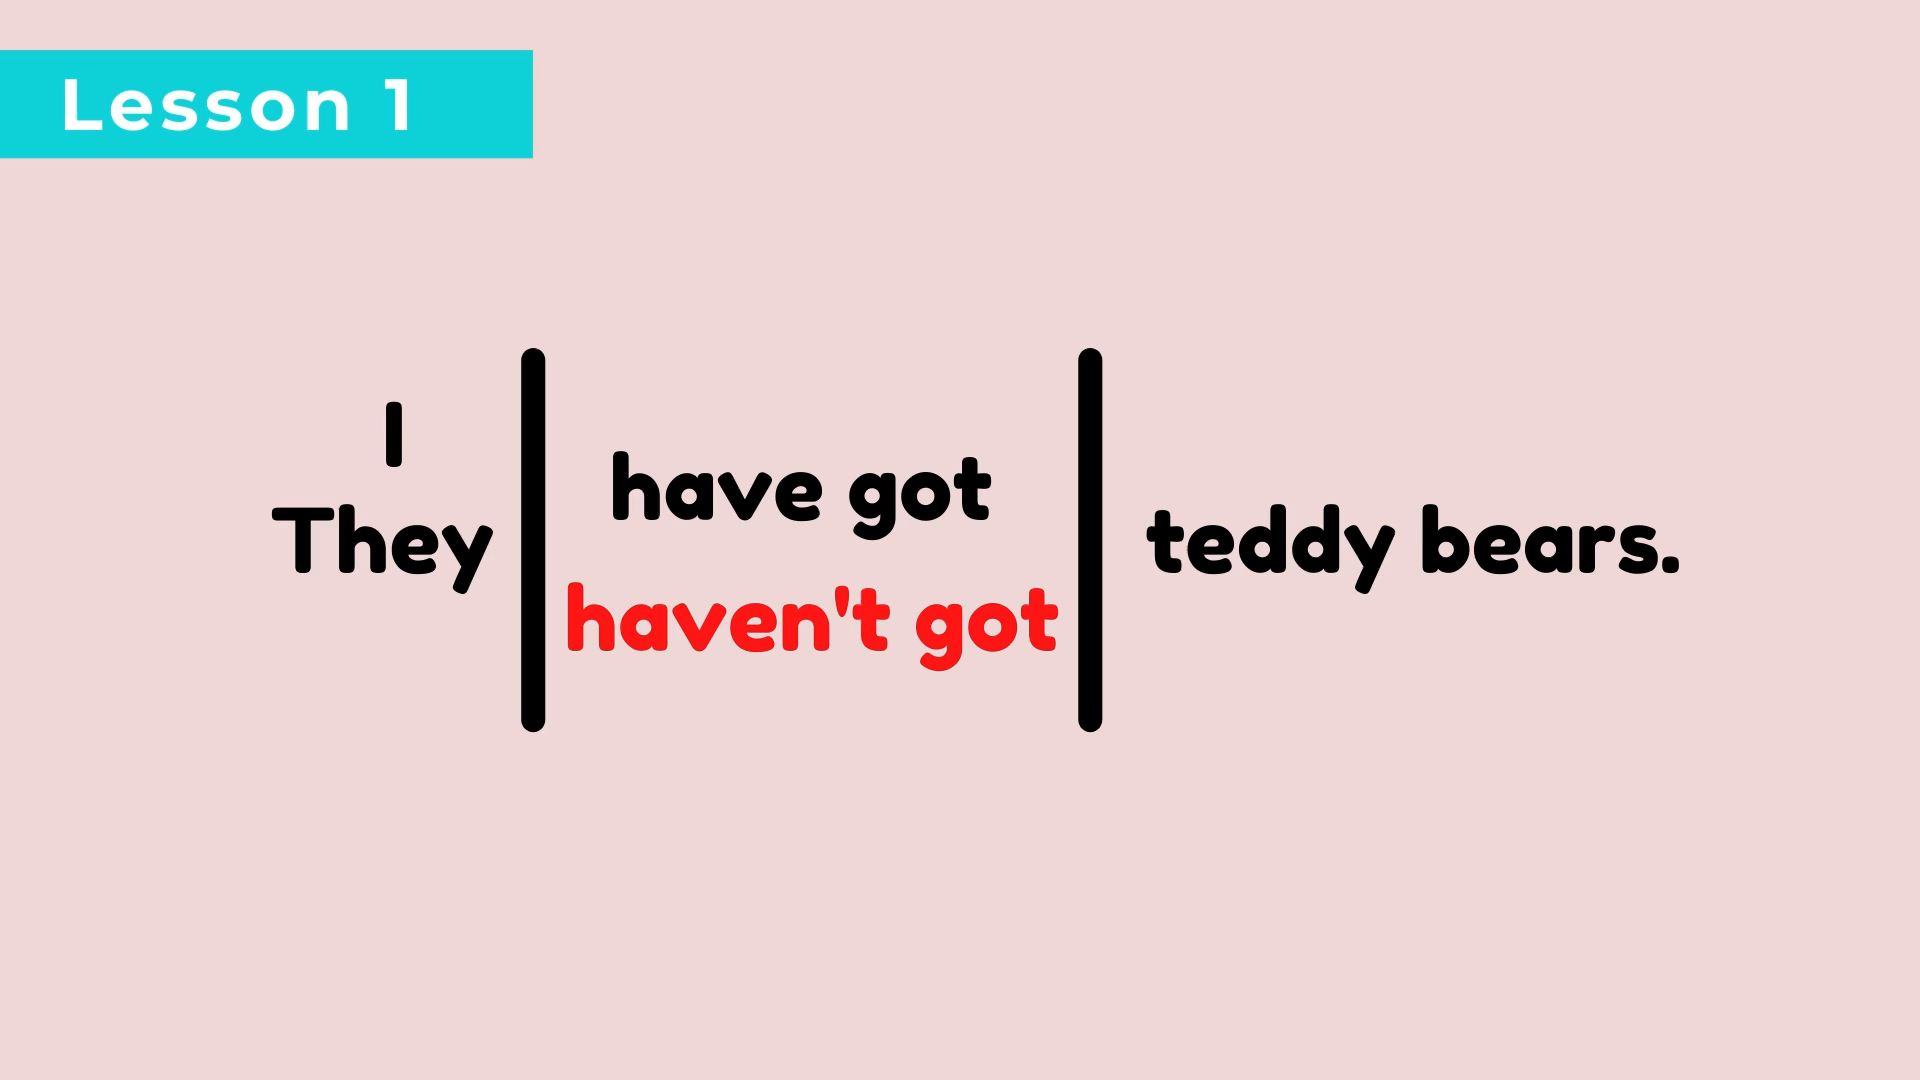 Lesson 1
I
They
have got
haven't got
teddy bears.